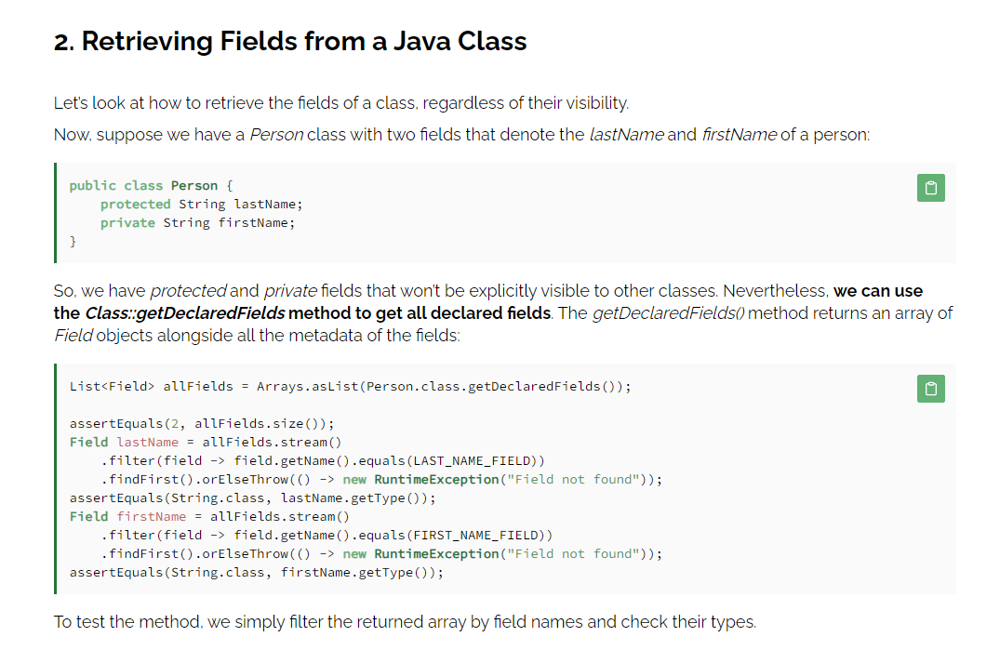 2. Retrieving Fields from a Java Class
Let's look at how to retrieve the fields of a class, regardless of their visibility.
Now, suppose we have a Person class with two fields that denote the lastName and firstName of a person:
public class Person {
    protected String lastName;
    private String firstName;
}
So, we have protected and private fields that won't be explicitly visible to other classes. Nevertheless, we can use
the Class::getDeclaredFields method to get all declared fields. The getDeclaredFields() method returns an array of
Field objects alongside all the metadata of the fields:
List<Field> allFields = Arrays.asList(Person.class.getDeclaredFields());
assertEquals(2, allFields.size());
Field lastName = allFields.stream()
    .filter(field -> field.getName().equals(LAST_NAME_FIELD))
    .findFirst().orElseThrow(() -> new RuntimeException("Field not found"));
assertEquals(String.class, lastName.getType());
Field firstName = allFields.stream()
    .filter(field -> field.getName().equals(FIRST_NAME_FIELD))
    .findFirst().orElseThrow(() -> new RuntimeException("Field not found"));
assertEquals(String.class, firstName.getType());
To test the method, we simply filter the returned array by field names and check their types.